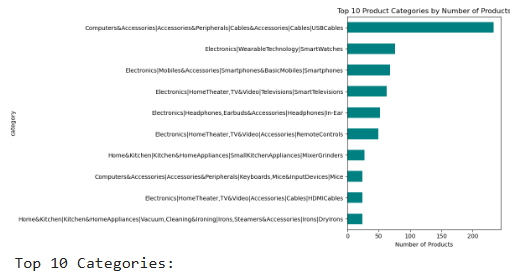 Top 10 Product Categories by Number of Products
Computers&Accessories|Accessories&Peripherals|Cables&Accessories|Cables|USBCables
Electronics|WearableTechnology|SmartWatches
Electronics|Mobiles&Accessories|Smartphones&BasicMobiles|Smartphones
Electronics|HomeTheater,TV&Video|Televisions|SmartTelevisions
Electronics|Headphones,Earbuds&Accessories|Headphones|In-Ear
Electronics|HomeTheater,TV&Video|Accessories|RemoteControls
Home&Kitchen|Kitchen&HomeAppliances|SmallKitchenAppliances|MixerGrinders
Computers&Accessories|Accessories&Peripherals|Keyboards,Mice&InputDevices|Mice
Electronics|HomeTheater,TV&Video|Accessories|Cables|HDMICables
Home&Kitchen|Kitchen&HomeAppliances|Vacuum,Cleaning&Ironing|Irons,Steamers&Accessories|Irons|DryIrons
category
0 50 100 150 200
Number of Products
Top 10 Categories: